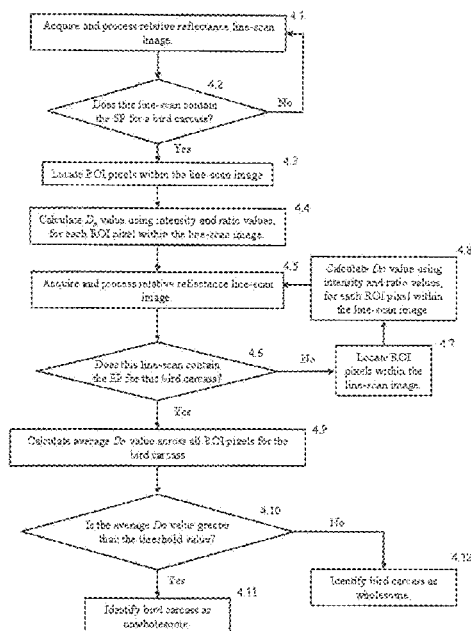 4.1
Acquire and process relative reflectance line-scan
image.
4.2
Does this line-scan contain
the SP for a bird carcass?
No
Yes
4.3
Locate ROI pixels within the line-scan image
4.4
Calculate Do value using intensity and ratio values,
for each ROI pixel within the line-scan image.
4.5
Acquire and process relative reflectance line-scan
image.
4.8
Calculate Do value using
intensity and ratio values,
for each ROI pixel within
the line-scan image
4.6
Does this line-scan contain
the EP for this bird carcass?
No
4.7
Locate ROI
pixels within the
line-scan image.
Yes
4.9
Calculate average Do value across all ROI pixels for the
bird carcass
4.10
Is the average Do value greater
than the threshold value?
No
4.12
Identify bird carcass as
wholesome.
Yes
4.11
Identify bird carcass as
unwholesome